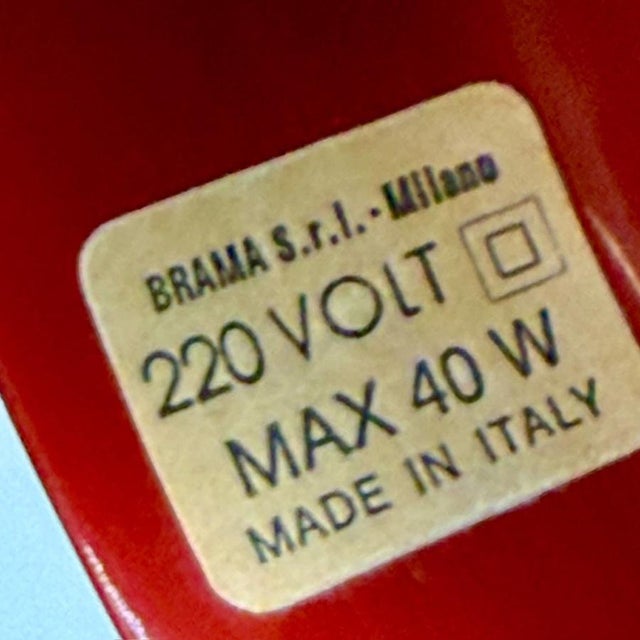 BRAMA S.r.l. - Milano
220 VOLT
MAX 40 W
MADE IN ITALY